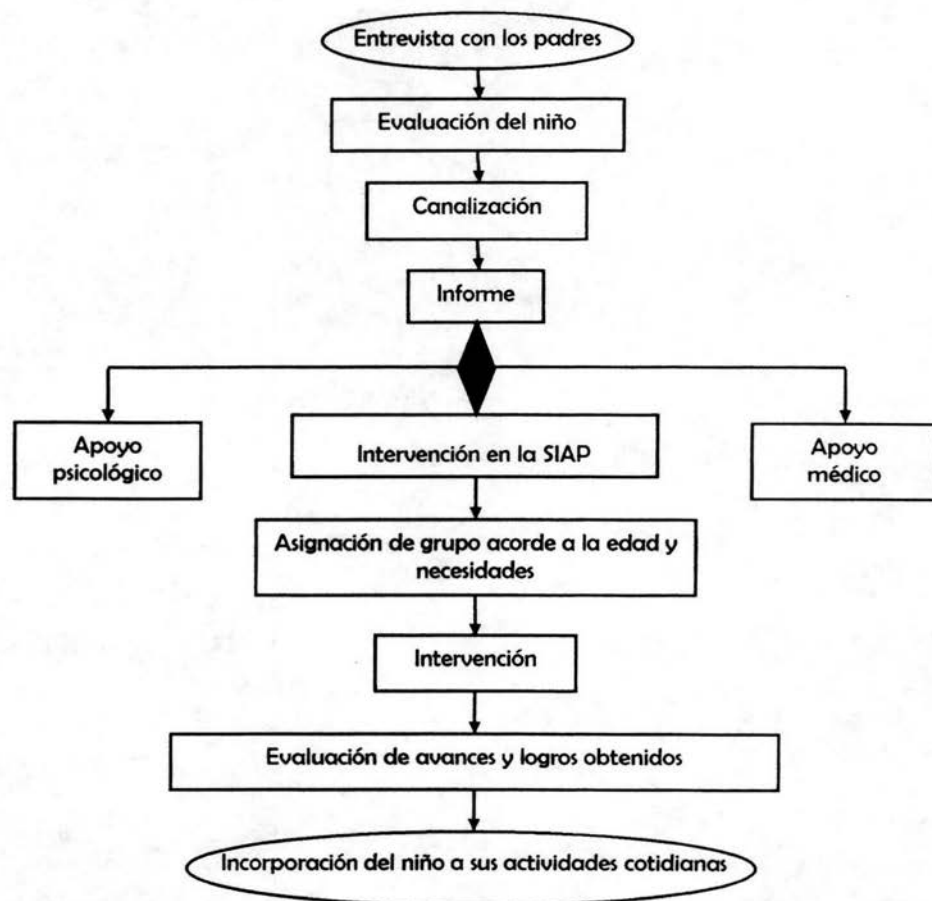 Entrevista con los padres
Evaluación del niño
Canalización
Informe
Apoyo
psicológico
Intervención en la SIAP
Apoyo
médico
Asignación de grupo acorde a la edad y
necesidades
Intervención
Evaluación de avances y logros obtenidos
Incorporación del niño a sus actividades cotidianas